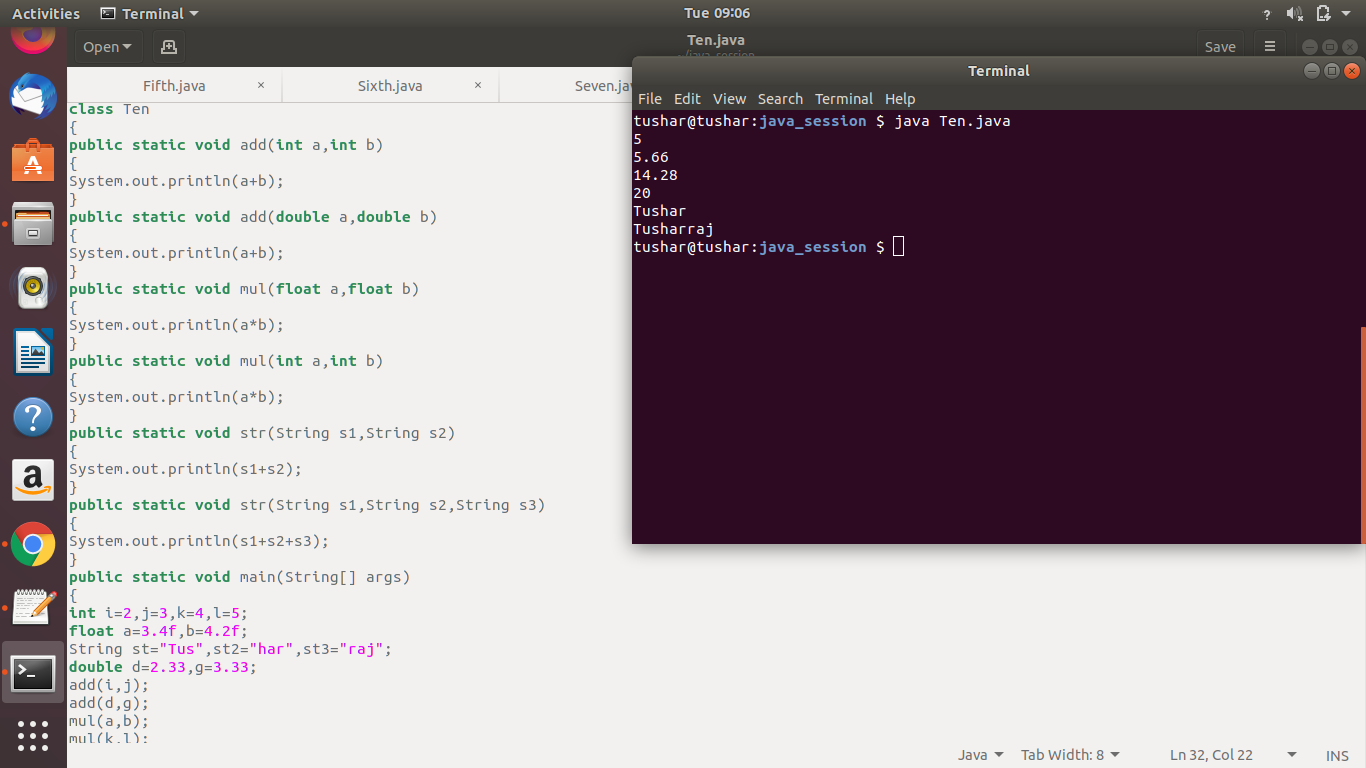 Activities Terminal Tue 09:06 ?
Open Ten.java Save
~/java_session
Fifth.java × Sixth.java ×
class Ten
{
public static void add(int a,int b)
{
System.out.println(a+b);
}
public static void add(double a,double b)
{
System.out.println(a+b);
}
public static void mul(float a,float b)
{
System.out.println(a*b);
}
public static void mul(int a,int b)
{
System.out.println(a*b);
}
public static void str(String s1,String s2)
{
System.out.println(s1+s2);
}
public static void str(String s1,String s2,String s3)
{
System.out.println(s1+s2+s3);
}
public static void main(String[] args)
{
int i=2,j=3,k=4,l=5;
float a=3.4f,b=4.2f;
String st="Tus",st2="har",st3="raj";
double d=2.33,g=3.33;
add(i,j);
add(d,g);
mul(a,b);
mul(k,l);
Java Tab Width: 8 Ln 32, Col 22 INS
Terminal
File Edit View Search Terminal Help
tushar@tushar:java_session $ java Ten.java
5
5.66
14.28
20
Tushar
Tusharraj
tushar@tushar:java_session $